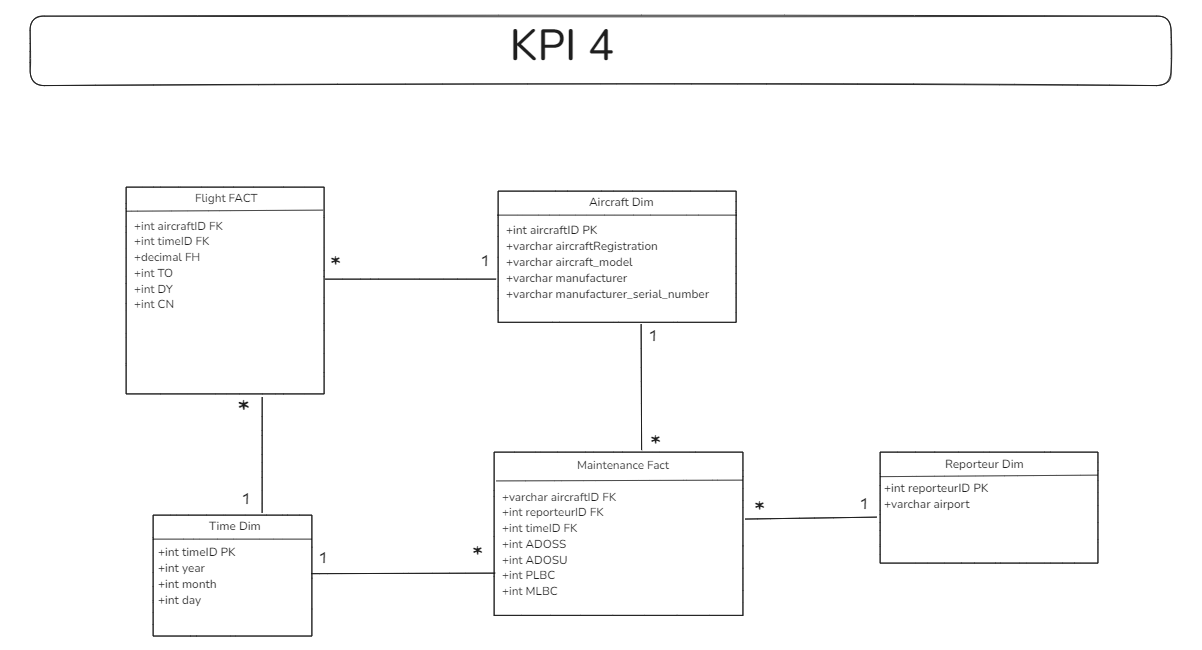 KPI 4
Flight FACT
+int aircraftID FK
+int timeID FK
+decimal FH
+int TO
+int DY
+int CN
*
1
Aircraft Dim
+int aircraftID PK
+varchar aircraftRegistration
+varchar aircraft_model
+varchar manufacturer
+varchar manufacturer_serial_number
1
*
*
1
Time Dim
+int timeID PK
+int year
+int month
+int day
1
*
Maintenance Fact
+varchar aircraftID FK
+int reporteurID FK
+int timeID FK
+int ADOSS
+int ADOSU
+int PLBC
+int MLBC
*
1
Reporteur Dim
+int reporteurID PK
+varchar airport